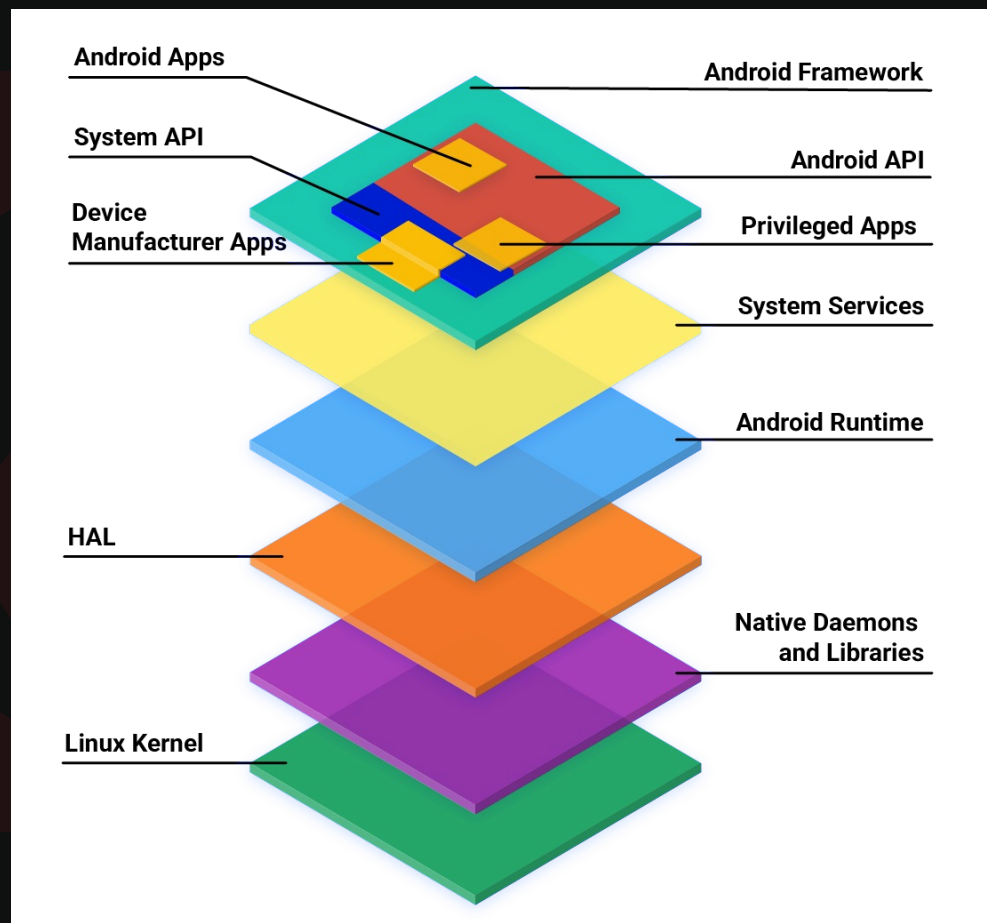 Android Apps
Android Framework
System API
Android API
Device
Manufacturer Apps
Privileged Apps
System Services
Android Runtime
HAL
Native Daemons
and Libraries
Linux Kernel